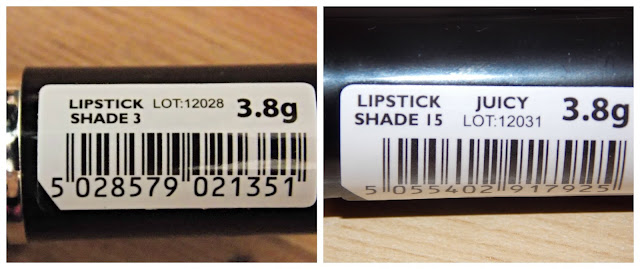 LIPSTICK LOT:12028 3.8g
SHADE 3
5 028579 021351
LIPSTICK JUICY 3.8g
SHADE 15 LOT:12031
5 055402 917925